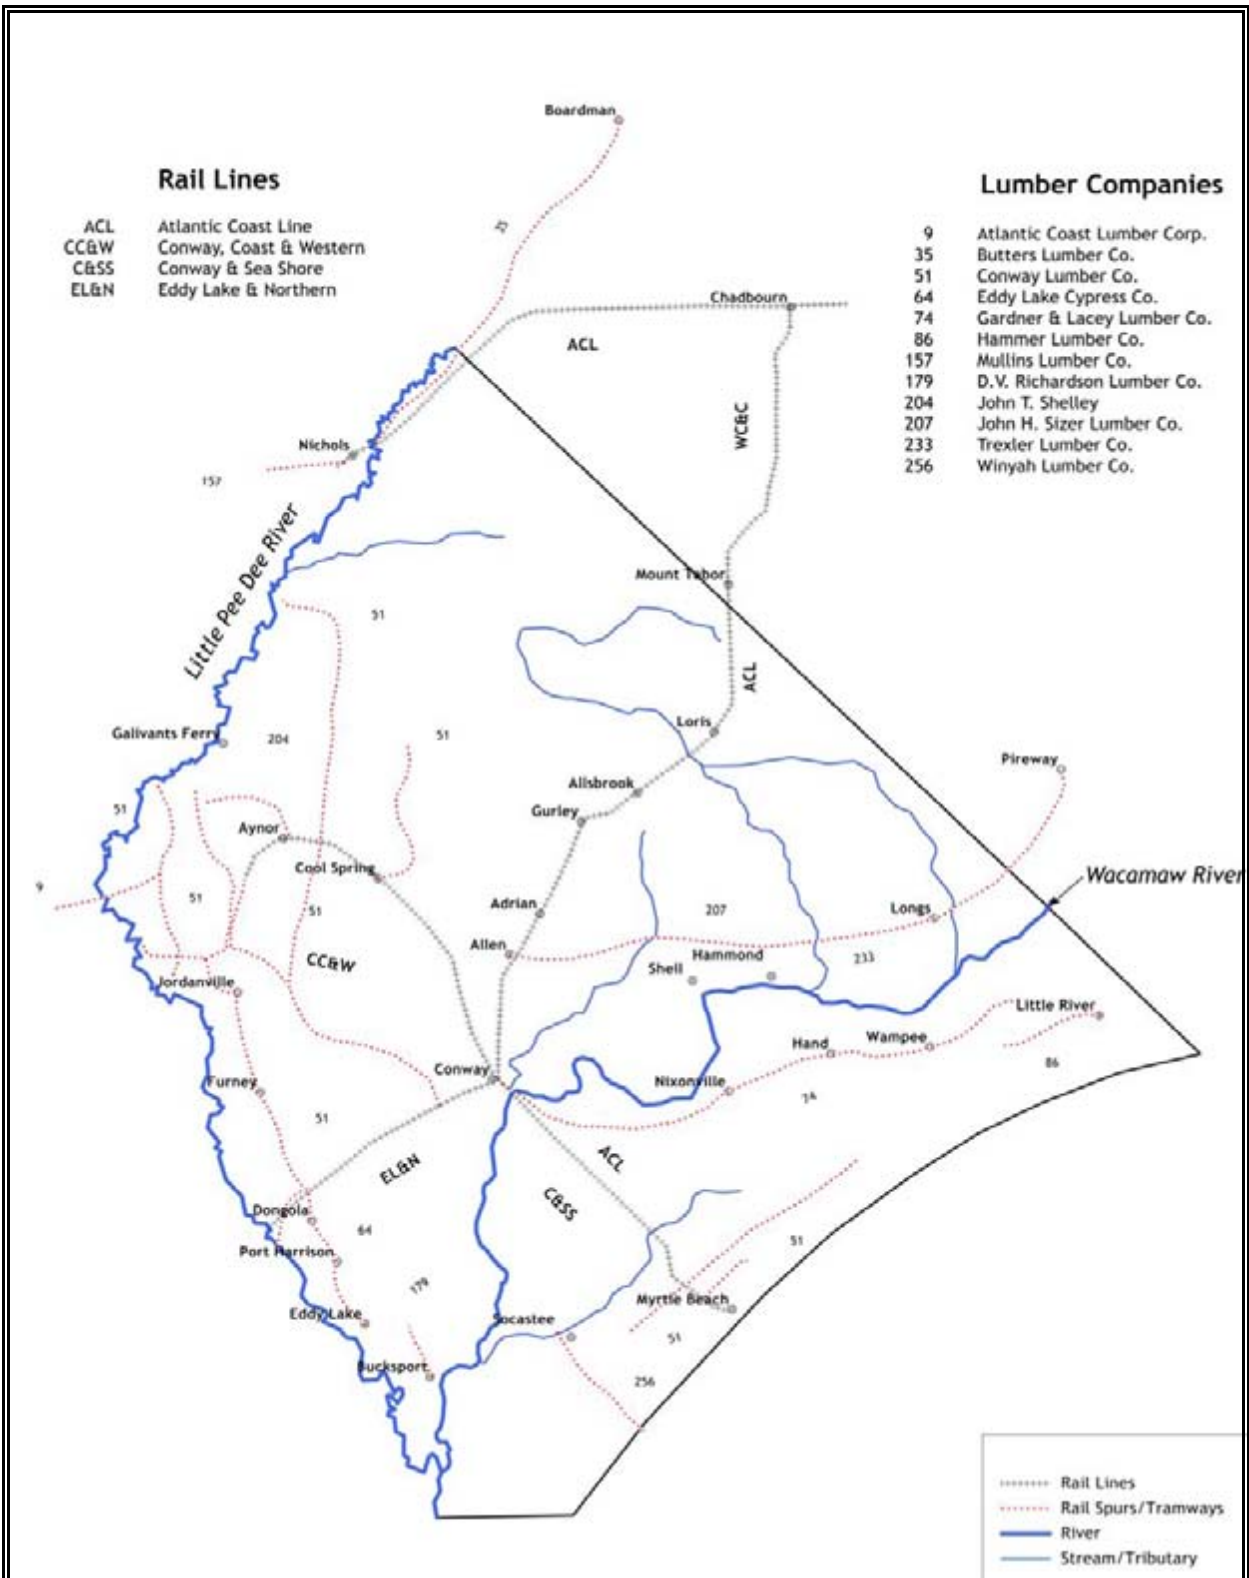 Boardman
Rail Lines
ACL Atlantic Coast Line
CC&W Conway, Coast & Western
C&SS Conway & Sea Shore
EL&N Eddy Lake & Northern
Lumber Companies
9 Atlantic Coast Lumber Corp.
35 Butters Lumber Co.
51 Conway Lumber Co.
64 Eddy Lake Cypress Co.
74 Gardner & Lacey Lumber Co.
86 Hammer Lumber Co.
157 Mullins Lumber Co.
179 D.V. Richardson Lumber Co.
204 John T. Shelley
207 John H. Sizer Lumber Co.
233 Trexler Lumber Co.
256 Winyah Lumber Co.
35
Chadbourn
ACL
WC&C
Nichols
157
Little Pee Dee River
Mount Tabor
51
ACL
Loris
Galivants Ferry
204
51
Pireway
Allsbrook
51
Gurley
Aynor
Cool Spring
Wacamaw River
9
51
51
Adrian
207
Longs
Allen
CC&W
Hammond
233
Shell
Jordanville
Little River
Hand
Wampee
86
Conway
Nixonville
Furney
74
51
ACL
EL&N
C&SS
Dongola
64
Port Harrison
51
179
Myrtle Beach
Eddy Lake
Socastee
51
Bucksport
256
Rail Lines
Rail Spurs/Tramways
River
Stream/Tributary